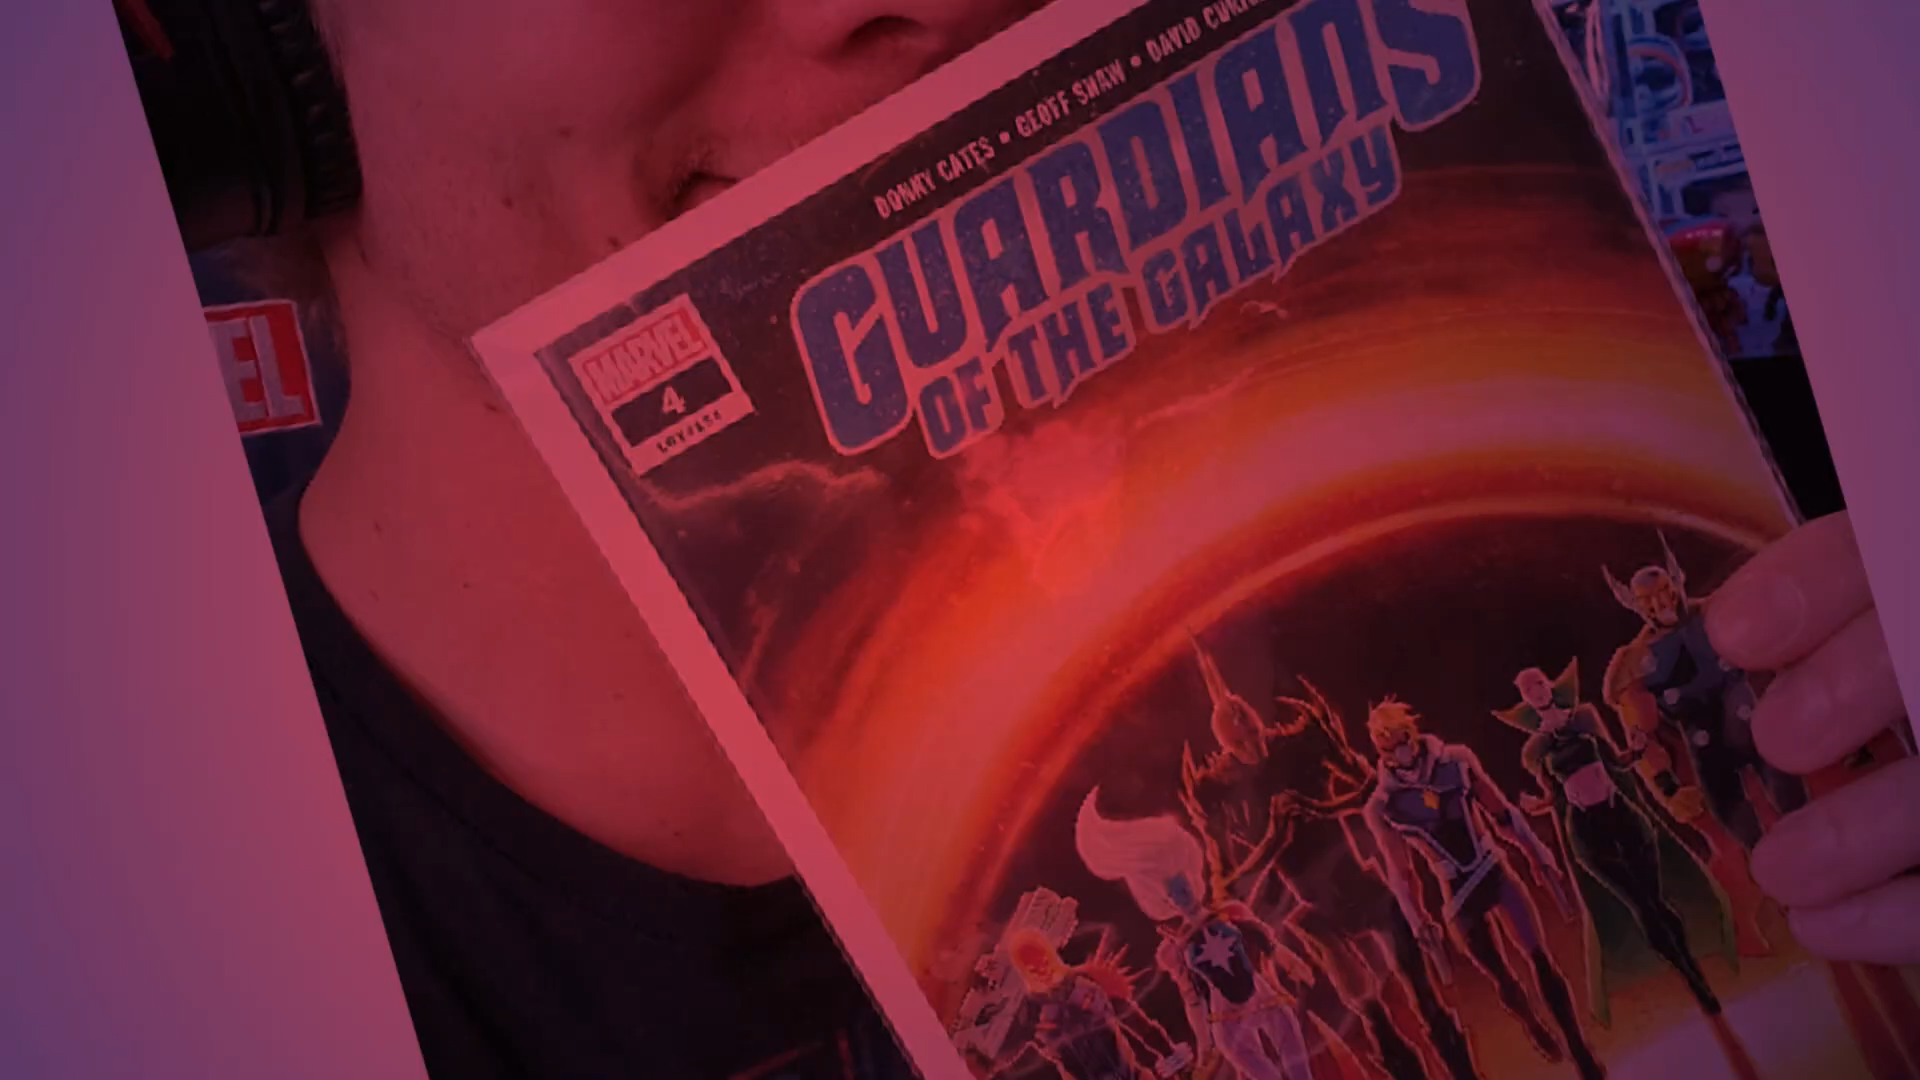 DONNY CATES • GEOFF SHAW • DAVID
GUARDIANS
OF THE GALAXY
MARVEL
4
EL